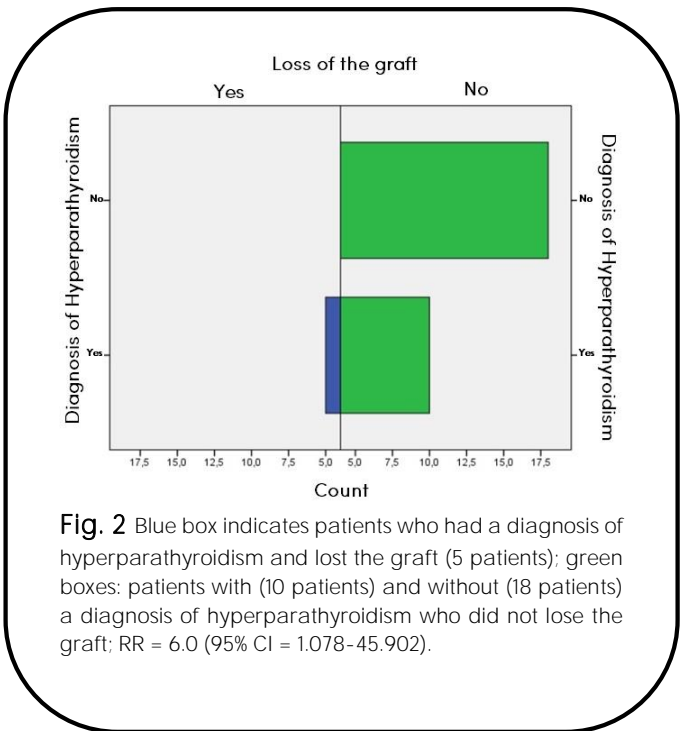 Loss of the graft
Yes No
Diagnosis of Hyperparathyroidism
No
Yes
No
Yes
Diagnosis of Hyperparathyroidism
17,5 15,0 12,5 10,0 7,5 5,0 5,0 7,5 10,0 12,5 15,0 17,5
Count
Fig. 2 Blue box indicates patients who had a diagnosis of
hyperparathyroidism and lost the graft (5 patients); green
boxes: patients with (10 patients) and without (18 patients)
a diagnosis of hyperparathyroidism who did not lose the
graft; RR = 6.0 (95% CI = 1.078-45.902).